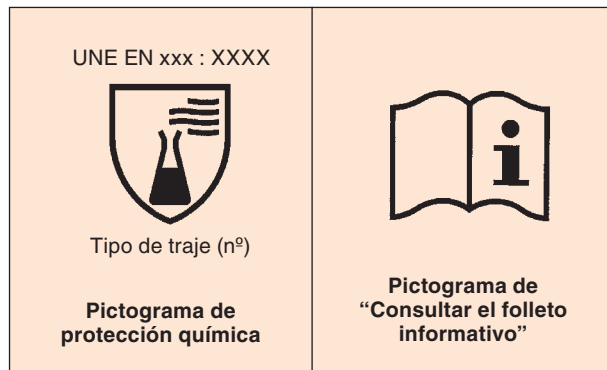 UNE EN xxx : XXXX
Tipo de traje (nº)
Pictograma de
protección química
i
Pictograma de
“Consultar el folleto
informativo”